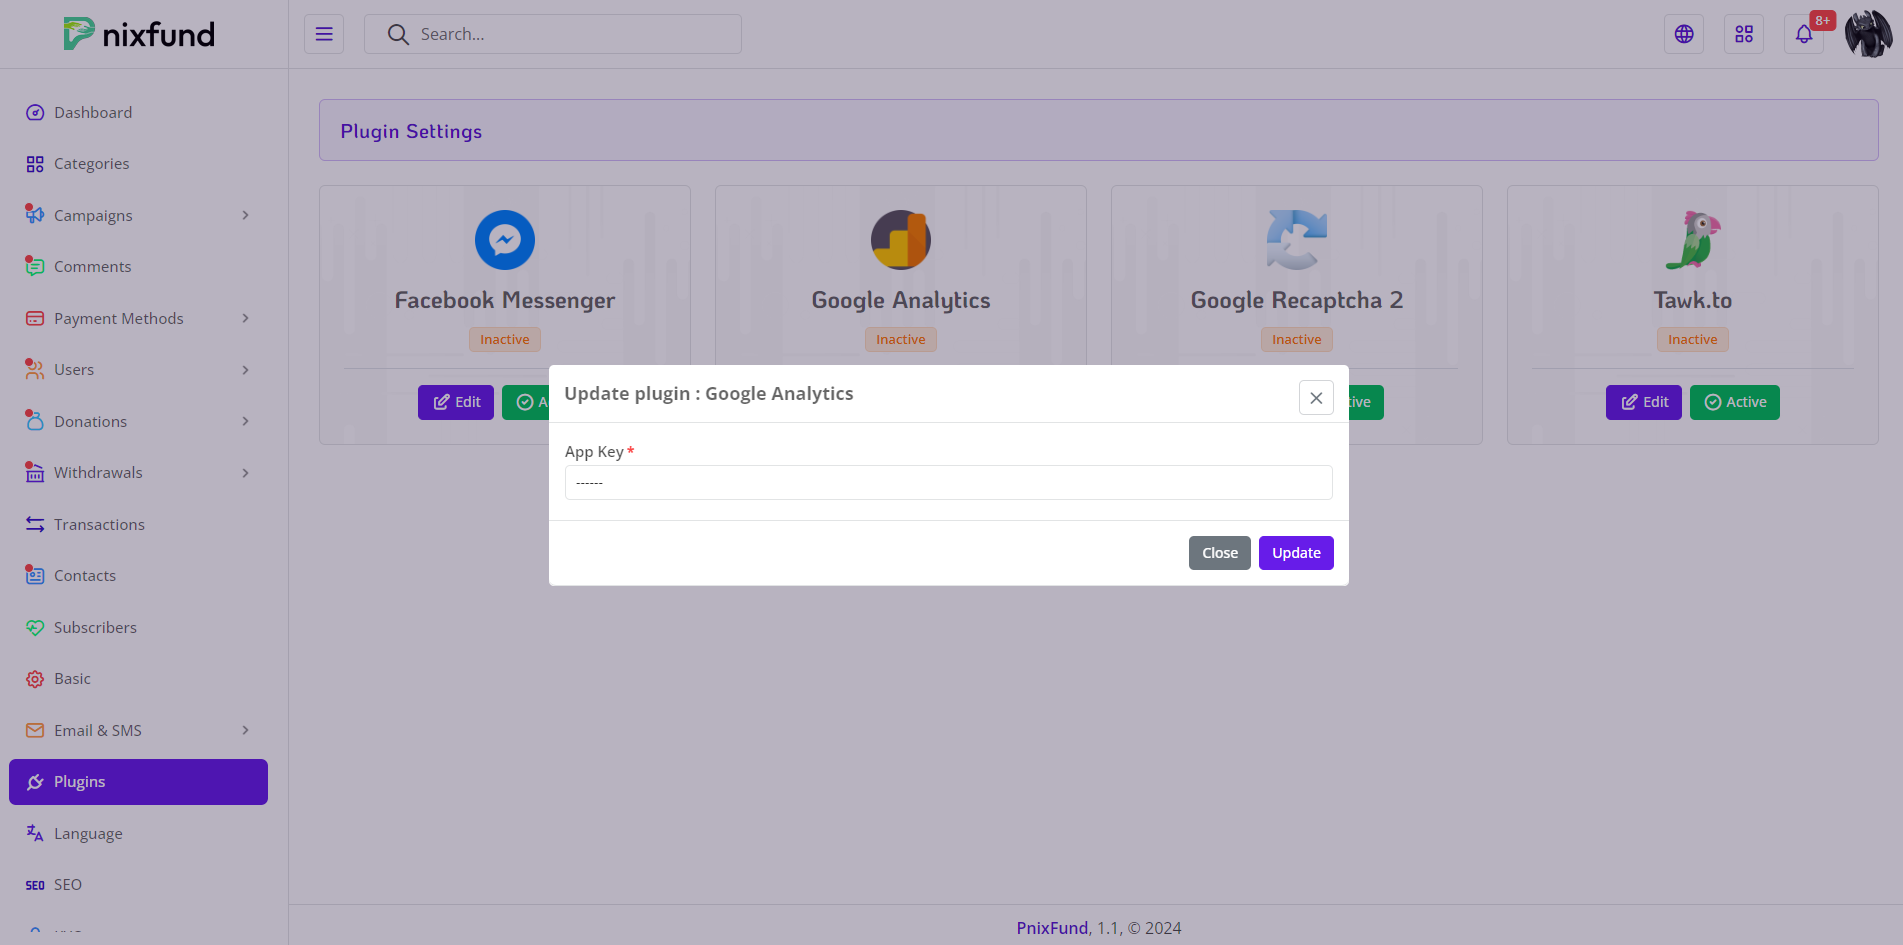 nixfund
Search...
8+
Dashboard
Categories
Campaigns
Comments
Payment Methods
Users
Donations
Withdrawals
Transactions
Contacts
Subscribers
Basic
Email & SMS
Plugins
Language
SEO SEO
Plugin Settings
Facebook Messenger
Inactive
Edit
Google Analytics
Inactive
Google Recaptcha 2
Inactive
Tawk.to
Inactive
Edit Active
Update plugin : Google Analytics
App Key *
------
Close Update
PnixFund, 1.1, © 2024